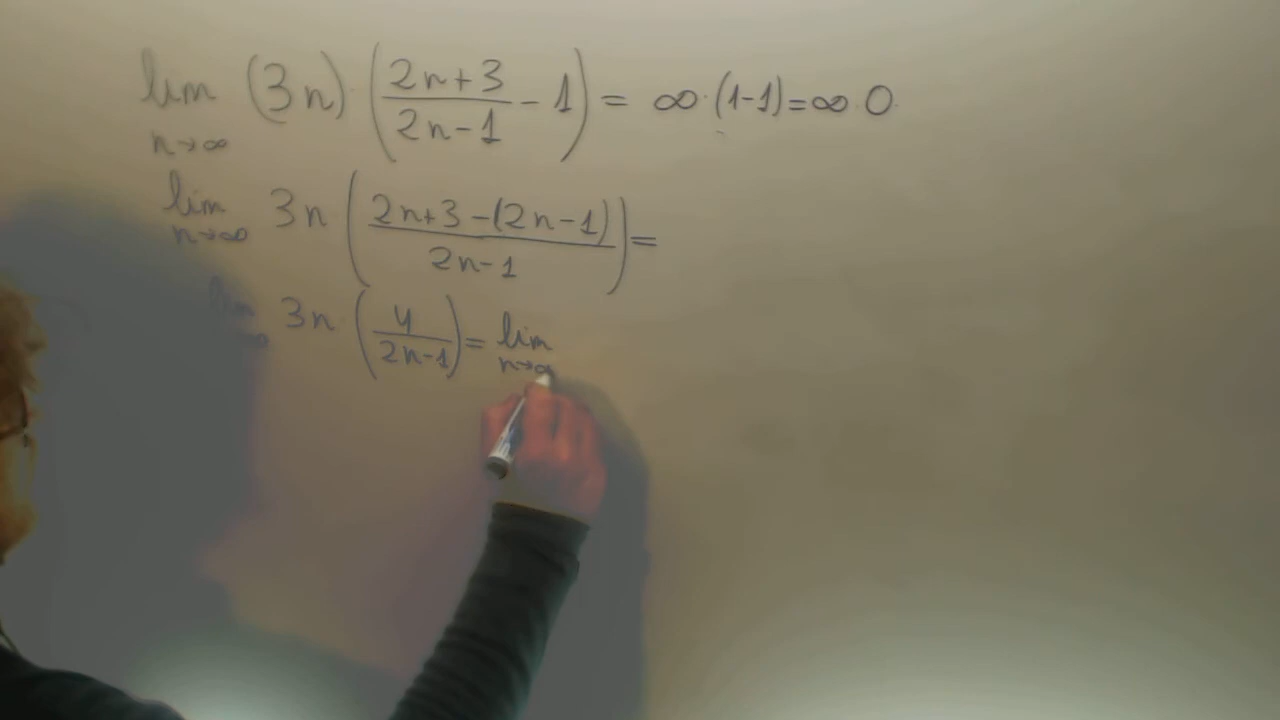 lim (3n) · (2n+3 / 2n-1 - 1) = ∞ · (1-1) = ∞ · 0
n→∞
lim 3n (2n+3-(2n-1) / 2n-1) =
n→∞
lim 3n · (4 / 2n-1) = lim
∞ n→∞